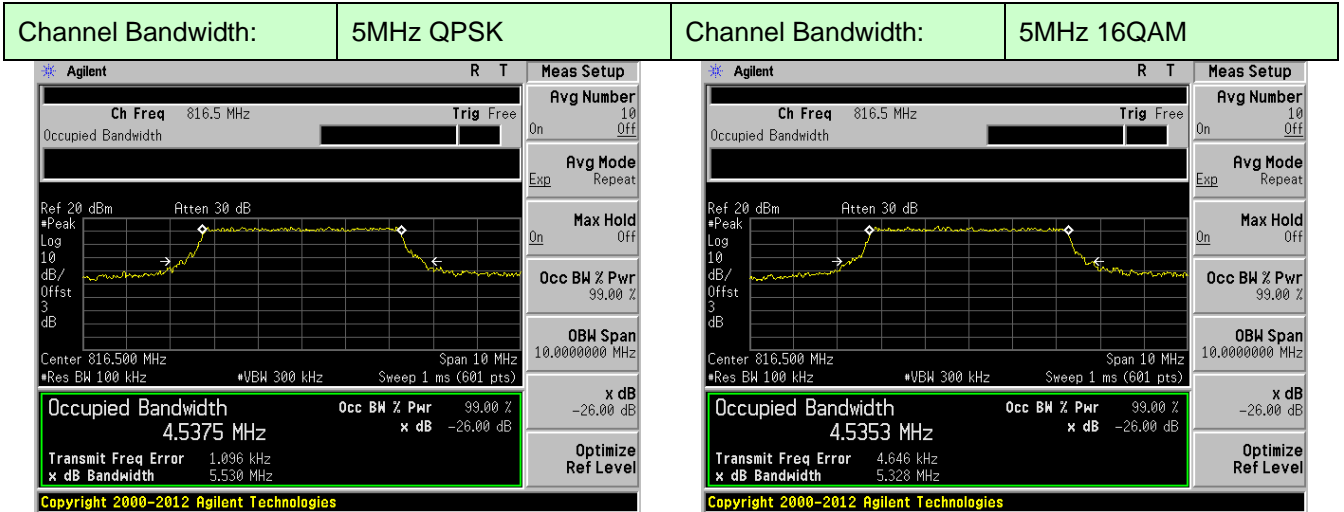 Channel Bandwidth: 5MHz QPSK Channel Bandwidth: 5MHz 16QAM
Agilent R T Meas Setup
Ch Freq 816.5 MHz Trig Free
Occupied Bandwidth
Avg Number
10
On Off
Avg Mode
Exp Repeat
Ref 20 dBm Atten 30 dB
#Peak
Log
10
dB/
Offst
3
dB
Max Hold
On Off
Occ BW % Pwr
99.00 %
OBW Span
10.0000000 MHz
Center 816.500 MHz Span 10 MHz
#Res BW 100 kHz #VBW 300 kHz Sweep 1 ms (601 pts)
x dB
-26.00 dB
Occupied Bandwidth Occ BW % Pwr 99.00 %
4.5375 MHz x dB -26.00 dB
Transmit Freq Error 1.096 kHz
x dB Bandwidth 5.530 MHz
Optimize
Ref Level
Copyright 2000-2012 Agilent Technologies
Agilent R T Meas Setup
Ch Freq 816.5 MHz Trig Free
Occupied Bandwidth
Avg Number
10
On Off
Avg Mode
Exp Repeat
Ref 20 dBm Atten 30 dB
#Peak
Log
10
dB/
Offst
3
dB
Max Hold
On Off
Occ BW % Pwr
99.00 %
OBW Span
10.0000000 MHz
Center 816.500 MHz Span 10 MHz
#Res BW 100 kHz #VBW 300 kHz Sweep 1 ms (601 pts)
x dB
-26.00 dB
Occupied Bandwidth Occ BW % Pwr 99.00 %
4.5353 MHz x dB -26.00 dB
Transmit Freq Error 4.646 kHz
x dB Bandwidth 5.328 MHz
Optimize
Ref Level
Copyright 2000-2012 Agilent Technologies